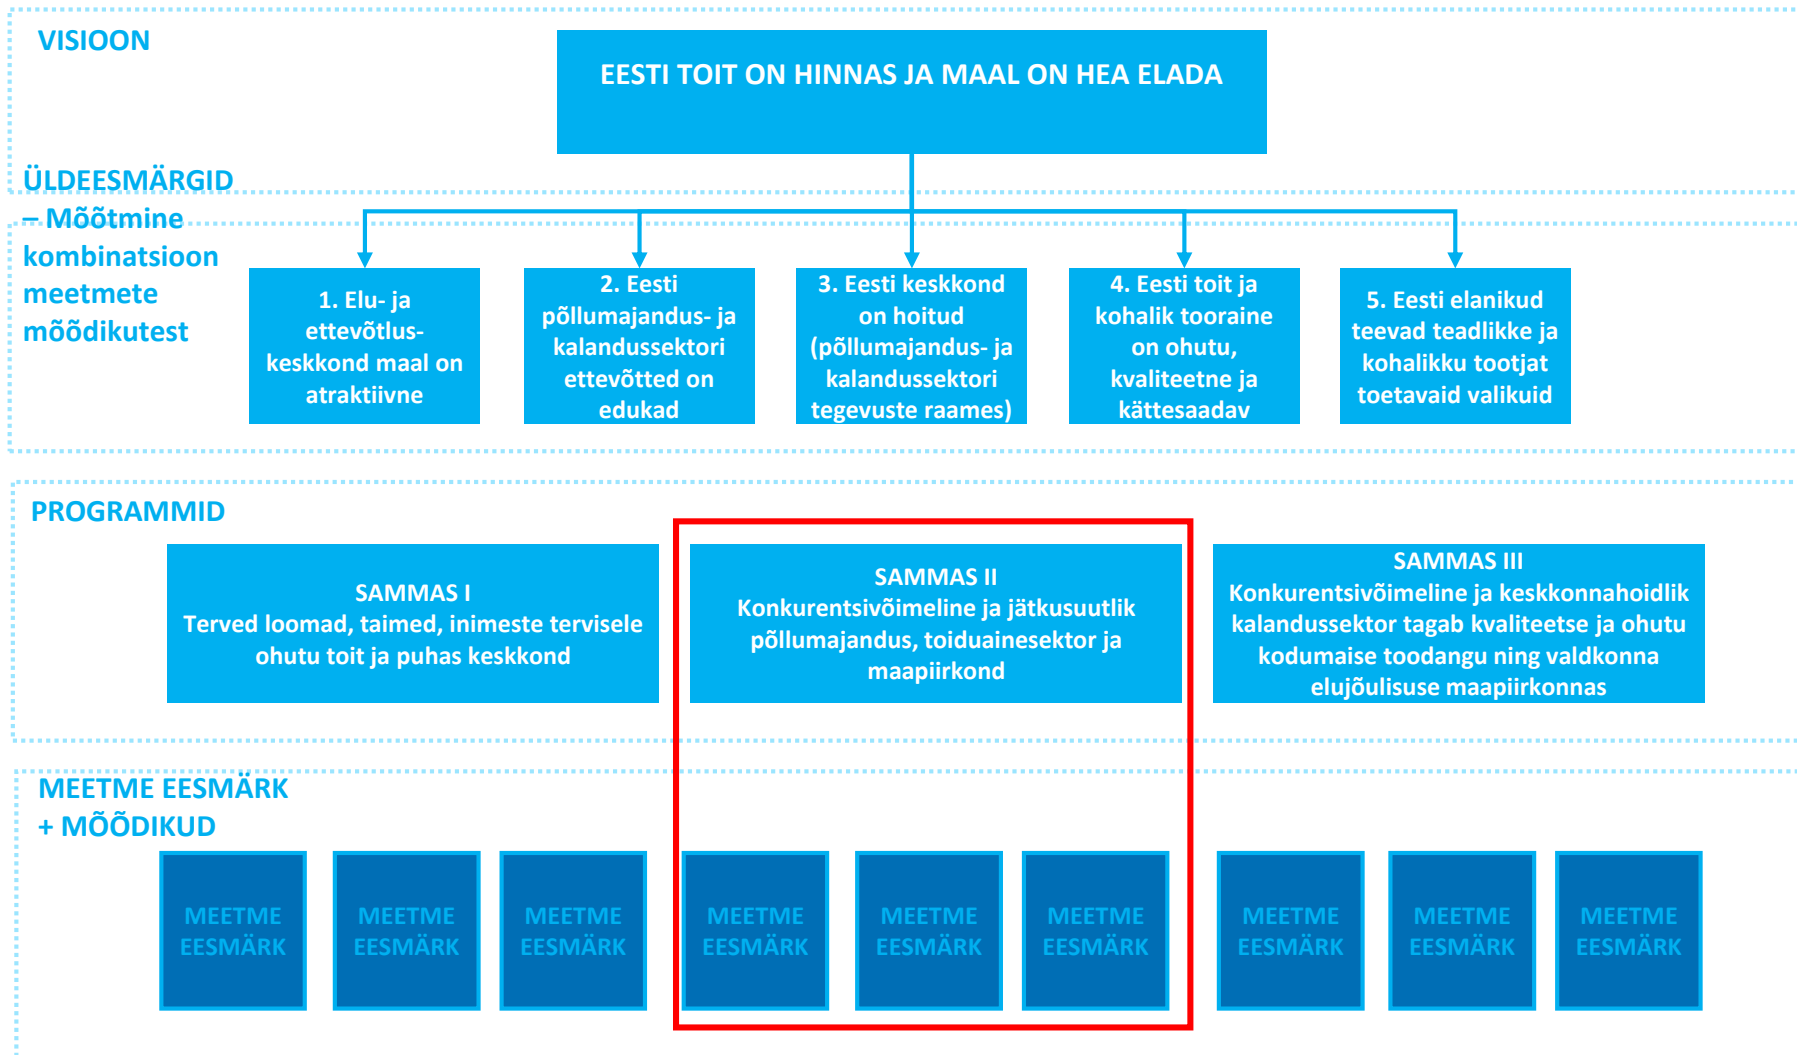 VISIOON
EESTI TOIT ON HINNAS JA MAAL ON HEA ELADA
ÜLDEESMÄRGID
– Mõõtmine
kombinatsioon
meetmete
mõõdikutest
1. Elu- ja
ettevõtlus-
keskkond maal on
atraktiivne
2. Eesti
põllumajandus- ja
kalandussektori
ettevõtted on
edukad
3. Eesti keskkond
on hoitud
(põllumajandus- ja
kalandussektori
tegevuste raames)
4. Eesti toit ja
kohalik tooraine
on ohutu,
kvaliteetne ja
kättesaadav
5. Eesti elanikud
teevad teadlikke ja
kohalikku tootjat
toetavaid valikuid
PROGRAMMID
SAMMAS I
Terved loomad, taimed, inimeste tervisele
ohutu toit ja puhas keskkond
SAMMAS II
Konkurentsivõimeline ja jätkusuutlik
põllumajandus, toiduainesektor ja
maapiirkond
SAMMAS III
Konkurentsivõimeline ja keskkonnahoidlik
kalandussektor tagab kvaliteetse ja ohutu
kodumaise toodangu ning valdkonna
elujõulisuse maapiirkonnas
MEETME EESMÄRK
+ MÕÕDIKUD
MEETME
EESMÄRK
MEETME
EESMÄRK
MEETME
EESMÄRK
MEETME
EESMÄRK
MEETME
EESMÄRK
MEETME
EESMÄRK
MEETME
EESMÄRK
MEETME
EESMÄRK
MEETME
EESMÄRK